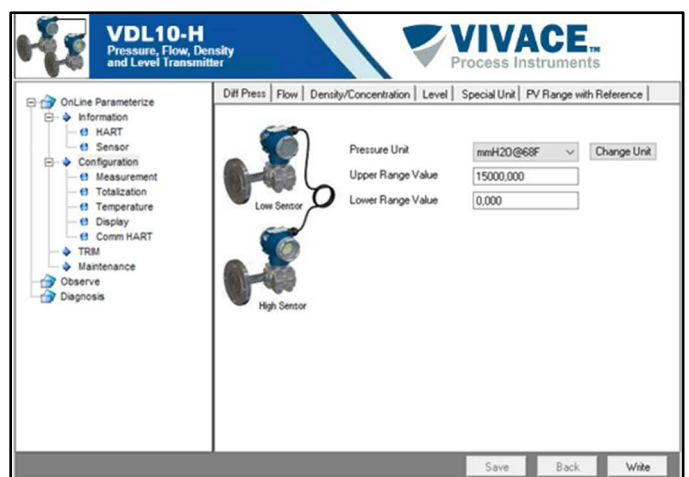 VDL10-H
Pressure, Flow, Density
and Level Transmitter
VIVACE TM
Process Instruments
OnLine Parameterize
Information
HART
Sensor
Configuration
Measurement
Totalization
Temperature
Display
Comm HART
TRIM
Maintenance
Observe
Diagnosis
Diff Press Flow Density/Concentration Level Special Unit PV Range with Reference
Pressure Unit mmH2O@68F Change Unit
Upper Range Value 15000,000
Lower Range Value 0,000
Low Sensor
High Sensor
Save Back Write